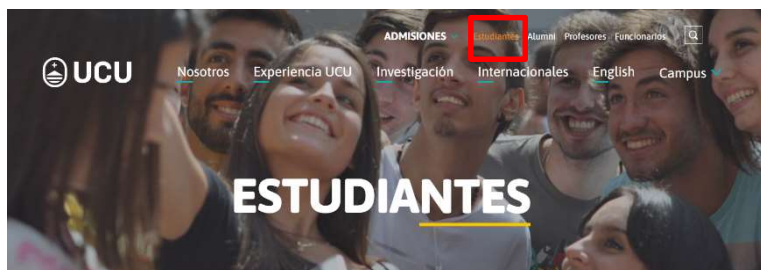 ADMISIONES Estudiantes Alumni Profesores Funcionarios
UCU Nosotros Experiencia UCU Investigación Internacionales English Campus
ESTUDIANTES